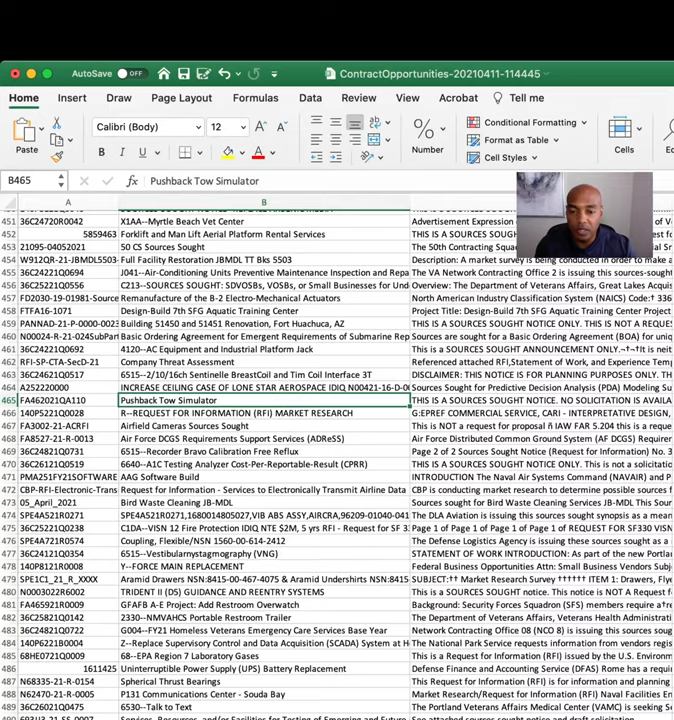 AutoSave OFF ContractOpportunities-20210411-114445
Home Insert Draw Page Layout Formulas Data Review View Acrobat Tell me
Paste Calibri (Body) 12 A A ab Number Conditional Formatting Cells
Format as Table
B I U A Cell Styles
B465 fx Pushback Tow Simulator
A B
451 36C24720R0042 X1AA--Myrtle Beach Vet Center Advertisement Expression
452 5859463 Forklift and Man Lift Aerial Platform Rental Services
453 21095-04052021 50 CS Sources Sought The 50th Contracting Squa
454 W912QR-21-JBMDL5503- Full Facility Restoration JBMDL TT Bks 5503 Description: A market survey is being conducted in order to make a
455 36C24221Q0694 J041--Air-Conditioning Units Preventive Maintenance Inspection and Repa The VA Network Contracting Office 2 is issuing this sources-sought
456 36C24521Q0556 C213--SOURCES SOUGHT: SDVOSBs, VOSBs, or Small Businesses for Und Overview: The Department of Veterans Affairs, Great Lakes Acqui
457 FD2030-19-01981-Source Remanufacture of the B-2 Electro-Mechanical Actuators North American Industry Classification System (NAICS) Code:† 336
458 FTFA16-1071 Design-Build 7th SFG Aquatic Training Center Project Title: Design-Build 7th SFG Aquatic Training Center Project
459 PANNAD-21-P-0000-002 Building 51450 and 51451 Renovation, Fort Huachuca, AZ THIS IS A SOURCES SOUGHT NOTICE ONLY. THIS IS NOT A REQUES
460 N00024-R-21-024SumbD Basic Ordering Agreement for Emergent Requirements of Submarine Rep Sources are sought for a Basic Ordering Agreement (BOA) for uniqu
461 36C24221Q0692 4120--AC Equipment and Industrial Platform Jack This is a SOURCES SOUGHT ANNOUNCEMENT ONLY.¬†¬†It is neit
462 RFI-SP-CTA-SecD-21 Company Threat Assessment Referenced attached RFI,Statement of Work, and Experience Temp
463 36C24621Q0517 6515--2/10/16ch Sentinelle BreastCoil and Tim Coil Interface 3T DISCLAIMER: THIS NOTICE IS FOR PLANNING PURPOSES ONLY. TH
464 A252220000 INCREASE CEILING CASE OF LONE STAR AEROSPACE IDIQ N00421-16-D-00 Sources Sought for Predictive Decision Analytics (PDA) Modeling Su
465 FA462021QA110 Pushback Tow Simulator THIS IS A SOURCES SOUGHT NOTICE. NO SOLICITATION IS AVAILA
466 140P5221Q0028 R--REQUEST FOR INFORMATION (RFI) MARKET RESEARCH G:EPREF COMMERCIAL SERVICE, CARI - INTERPRETATIVE DESIGN,
467 FA3002-21-ACRFI Airfield Cameras Sources Sought This is NOT a request for proposal ñ IAW FAR 5.204 this is a reque
468 FA8527-21-R-0013 Air Force DCGS Requirements Support Services (ADReSS) Air Force Distributed Common Ground System (AF DCGS) Require
469 36C24821Q0731 6515--Recorder Bravo Calibration Free Reflux Page 2 of 2 Sources Sought Notice (Request for Information) No. 3
470 36C26121Q0519 6640--A1C Testing Analyzer Cost-Per-Reportable-Result (CPRR) THIS IS A SOURCES SOUGHT NOTICE ONLY. This is not a solicitation
471 PMA251FY21SOFTWARE AAG Software Build INTRODUCTION The Naval Air Systems Command (NAVAIR) and P
472 CBP-RFI-Electronic-Trans Request for Information - Services to Electronically Transmit Airline Data CBP is conducting market research to determine possible sources f
473 05_April_2021 Bird Waste Cleaning JB-MDL Sources sought for Bird Waste Cleaning Services JB-MDL This Sour
474 SPE4A521RO271,1680014805027,VIB ABS ASSY,AIRCRA,96209-01040-041 The DLA Aviation is issuing this sources sought synopsis as a mean
475 36C25221Q0238 C1DA--VISN 12 Fire Protection IDIQ NTE $2M, 5 yrs RFI - Request for SF 3 Page 1 of Page 1 of Page 1 of Page 1 of REQUEST FOR SF330 VISN
476 SPE4A721R0574 Coupling, Flexible/NSN 1560-00-614-2412 The Defense Logistics Agency is issuing these sources sought as a
477 36C24121Q0354 6515--Vestibularnystagmography (VNG) STATEMENT OF WORK INTRODUCTION: As part of the new Portlan
478 140P8121R0008 Y--FORCE MAIN REPLACEMENT Federal Business Opportunities Attn: Small Business Vendors Subj
479 SPE1C1_21_R_XXXX Aramid Drawers NSN:8415-00-467-4075 & Aramid Undershirts NSN:8415- SUBJECT:†† Market Research Survey †††††† ITEM 1: Drawers, Flye
480 N0003022R6002 TRIDENT II (D5) GUIDANCE AND REENTRY SYSTEMS THIS IS A SOURCES SOUGHT notice. This notice is NOT A Request f
481 FA465921R0009 GFAFB A-E Project: Add Restroom Overwatch Background: Security Forces Squadron (SFS) members require a†re
482 36C25821Q0142 2330--NMVAHCS Portable Restroom Trailer Department of Veterans Affairs, Veterans Health Administrati
483 36C24821Q0722 G004--FY21 Homeless Veterans Emergency Care Services Base Year Network Contracting Office 08 (NCO 8) is issuing this sources soug
484 140P6221B0004 Z--Replace Supervisory Control and Data Acquisition (SCADA) System at H The National Park Service requests information from vendors regis
485 68HE0721Q0039 68--EPA Region 7 Laboratory Gases This is a Request for Information (RFI) issued by the U.S. Environ
486 1611425 Uninterruptible Power Supply (UPS) Battery Replacement Defense Finance and Accounting Service (DFAS) Rome has a requir
487 N68335-21-R-0154 Spherical Thrust Bearings This is a Request for Information (RFI) is for information and planning
488 N62470-21-R-0005 P131 Communications Center - Souda Bay Market Research/Request for Information (RFI) Naval Facilities En
489 36C26021Q0475 6530--Talk to Text The Portland Veterans Affairs Medical Center (VAMC) is seeking S